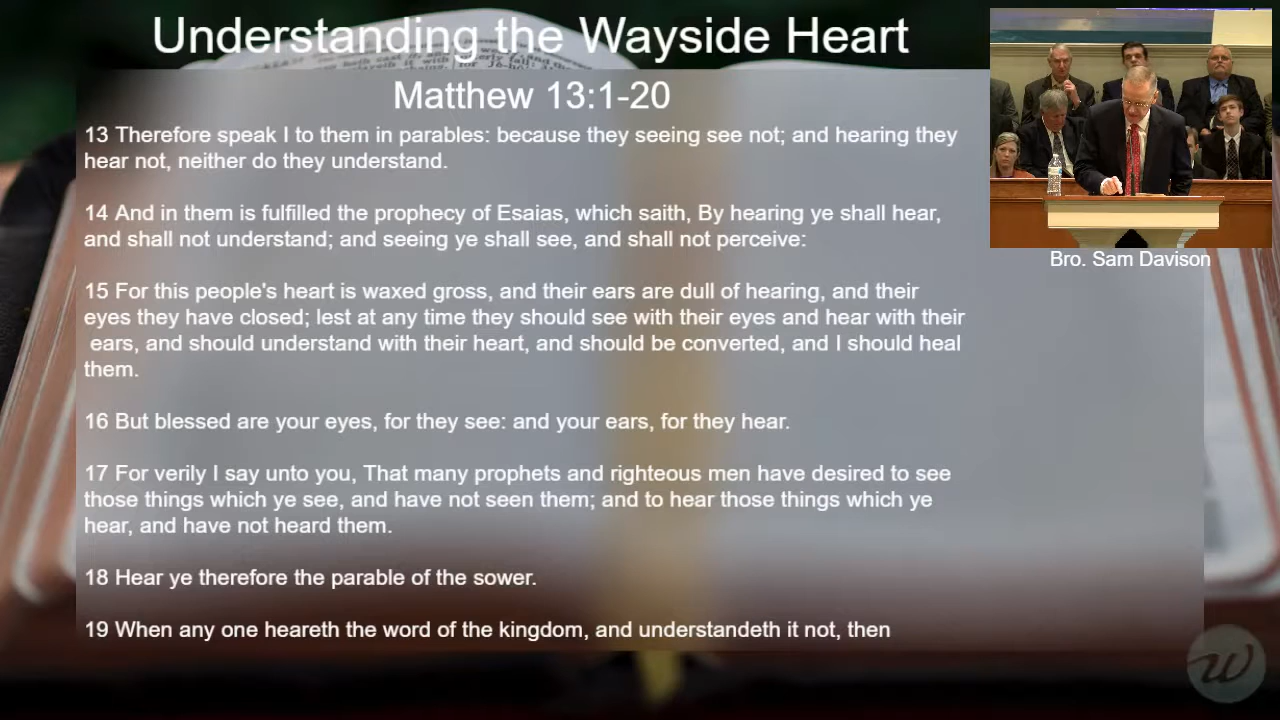 Understanding the Wayside Heart
Matthew 13:1-20
13 Therefore speak I to them in parables: because they seeing see not; and hearing they
hear not, neither do they understand.
14 And in them is fulfilled the prophecy of Esaias, which saith, By hearing ye shall hear,
and shall not understand; and seeing ye shall see, and shall not perceive:
15 For this people's heart is waxed gross, and their ears are dull of hearing, and their
eyes they have closed; lest at any time they should see with their eyes and hear with their
ears, and should understand with their heart, and should be converted, and I should heal
them.
16 But blessed are your eyes, for they see: and your ears, for they hear.
17 For verily I say unto you, That many prophets and righteous men have desired to see
those things which ye see, and have not seen them; and to hear those things which ye
hear, and have not heard them.
18 Hear ye therefore the parable of the sower.
19 When any one heareth the word of the kingdom, and understandeth it not, then
Bro. Sam Davison
w